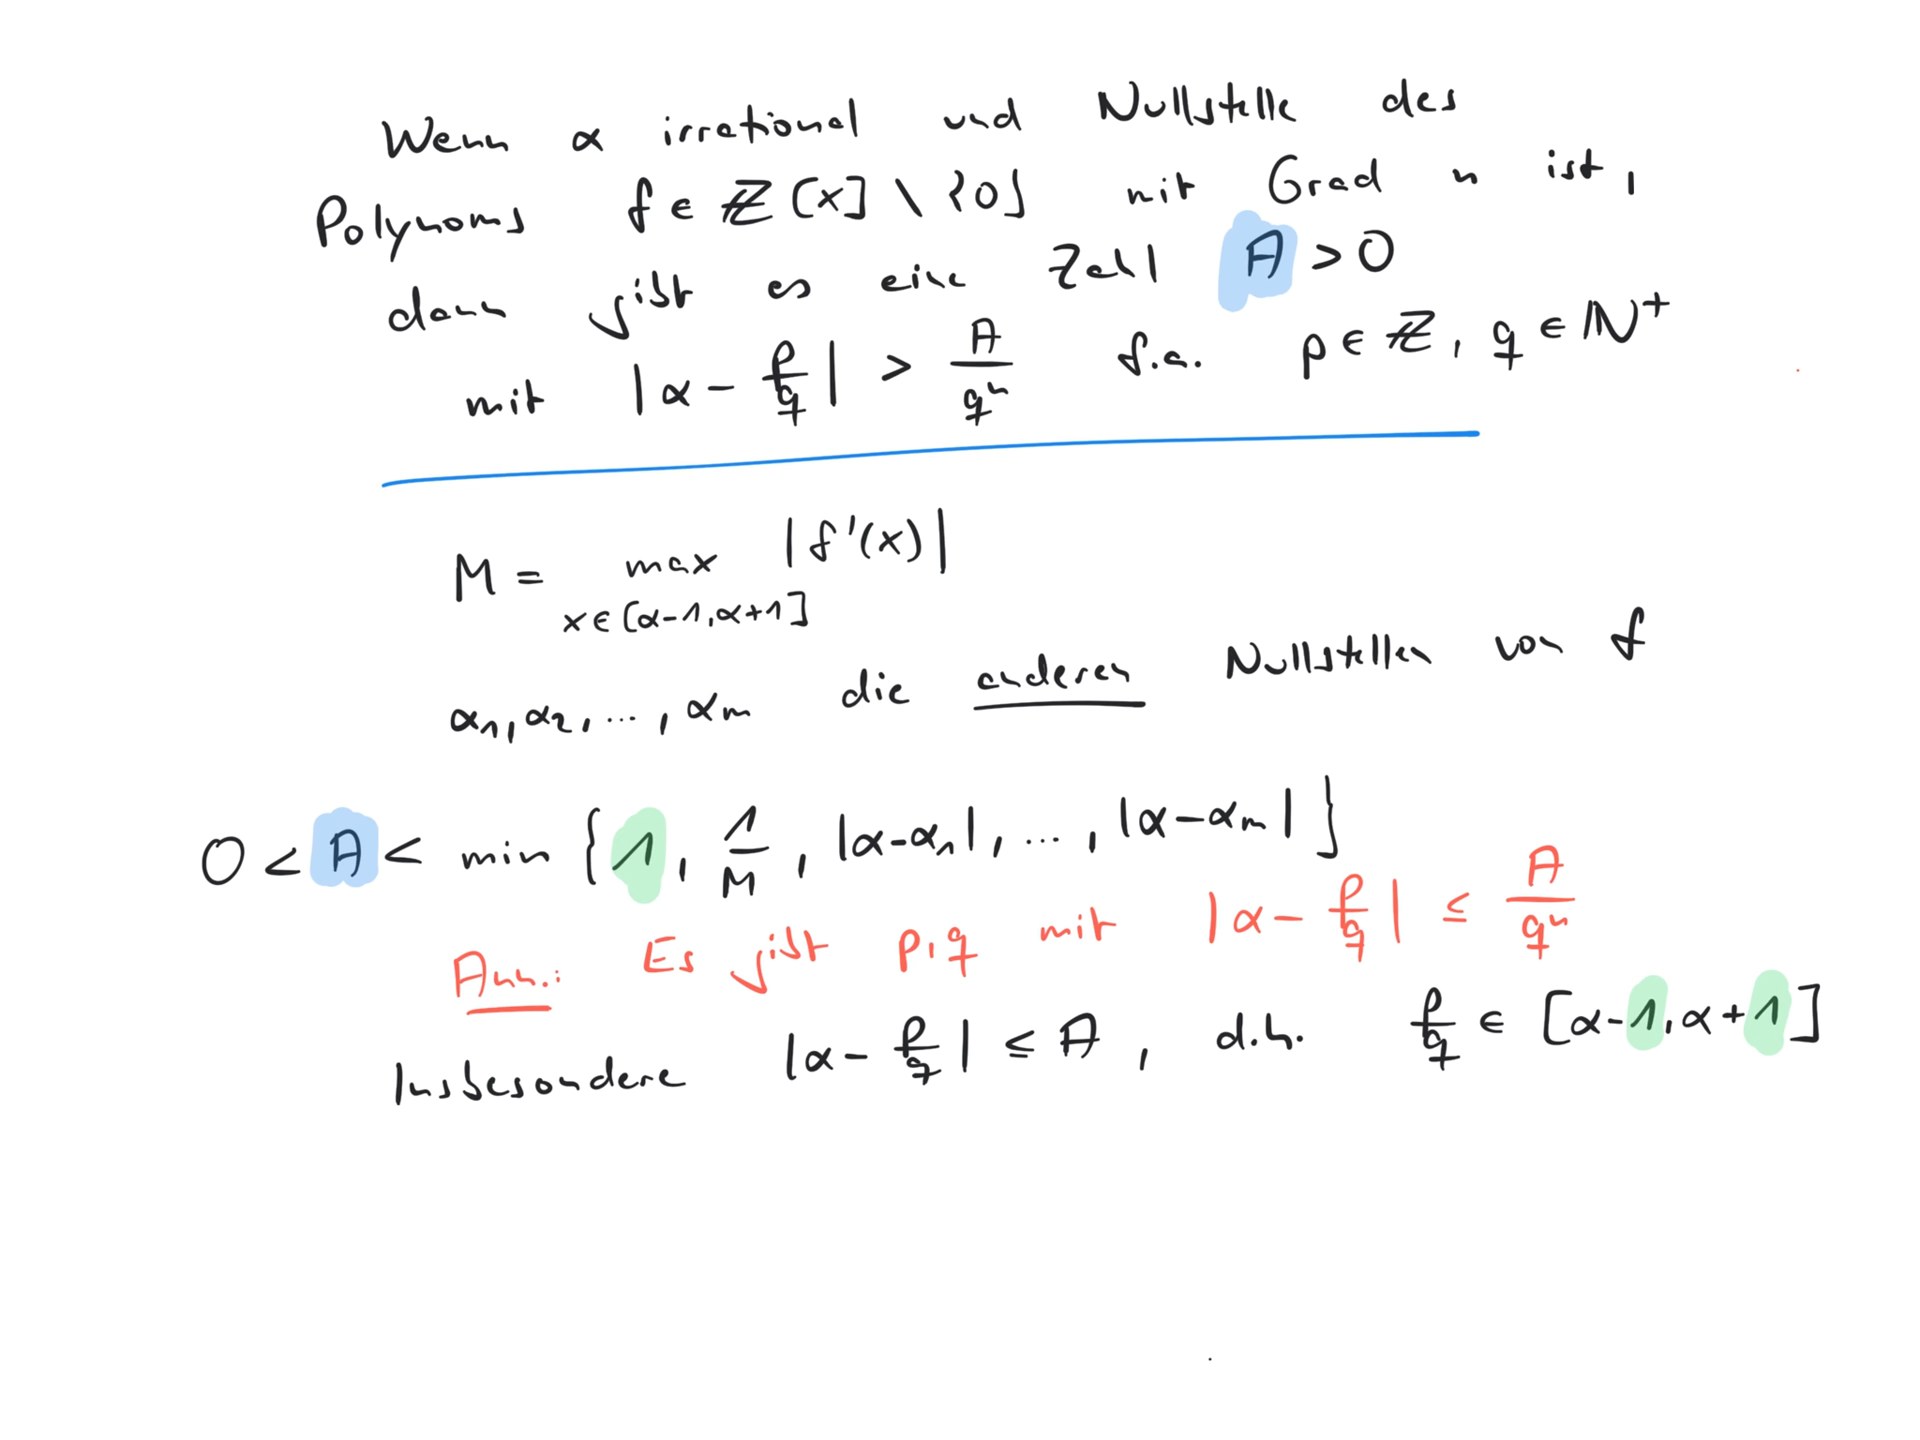 Wenn α irrational und Nullstelle des
Polynoms f ∈ ℤ[x] \ {0} mit Grad n ist,
dann gibt es eine Zahl A > 0
mit |α - p/q| > A/qⁿ f.a. p ∈ ℤ, q ∈ ℕ⁺
M = max |f'(x)|
x ∈ [α-1, α+1]
α₁, α₂, ..., αₘ die anderen Nullstellen von f
0 < A < min {1, 1/M, |α-α₁|, ..., |α-αₘ|}
Ann.: Es gibt p, q mit |α - p/q| ≤ A/qⁿ
Insbesondere |α - p/q| ≤ A, d.h. p/q ∈ [α-1, α+1]